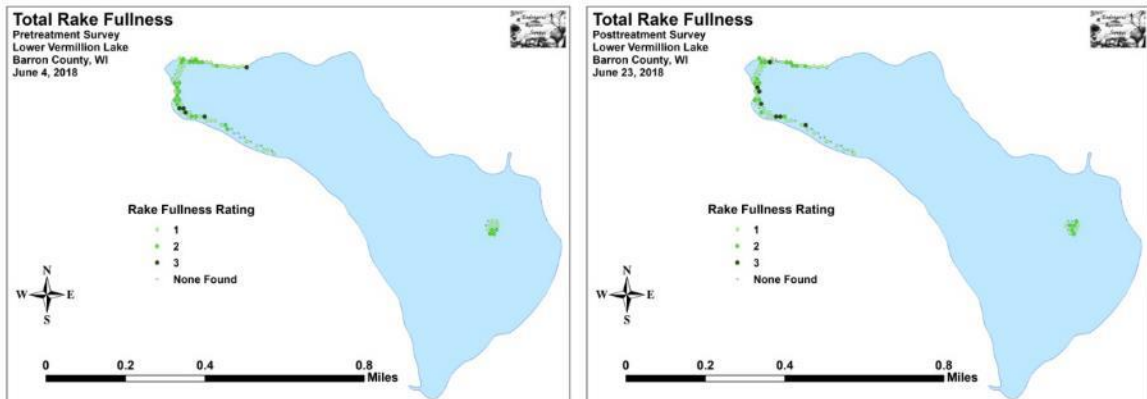 Total Rake Fullness
Pretreatment Survey
Lower Vermillion Lake
Barron County, WI
June 4, 2018
Rake Fullness Rating
1
2
3
None Found
N
W E
S
0 0.2 0.4 0.8
Miles
Total Rake Fullness
Posttreatment Survey
Lower Vermillion Lake
Barron County, WI
June 23, 2018
Rake Fullness Rating
1
2
3
None Found
N
W E
S
0 0.2 0.4 0.8
Miles